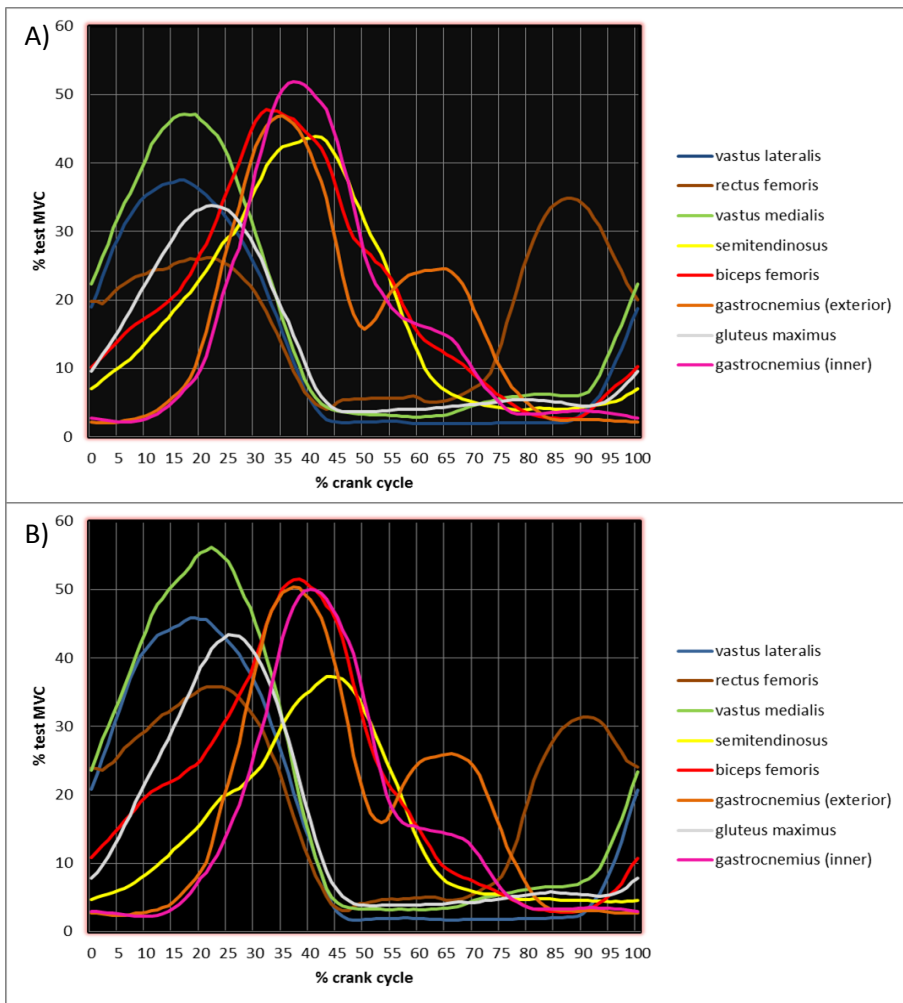 A)
60
50
40
30
20
10
0
% test MVC
0 5 10 15 20 25 30 35 40 45 50 55 60 65 70 75 80 85 90 95 100
% crank cycle
vastus lateralis
rectus femoris
vastus medialis
semitendinosus
biceps femoris
gastrocnemius (exterior)
gluteus maximus
gastrocnemius (inner)
B)
60
50
40
30
20
10
0
% test MVC
0 5 10 15 20 25 30 35 40 45 50 55 60 65 70 75 80 85 90 95 100
% crank cycle
vastus lateralis
rectus femoris
vastus medialis
semitendinosus
biceps femoris
gastrocnemius (exterior)
gluteus maximus
gastrocnemius (inner)